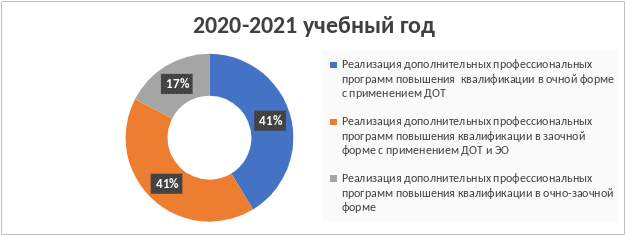 2020-2021 учебный год
17%
41%
41%
Реализация дополнительных профессиональных
программ повышения квалификации в очной форме
с применением ДОТ
Реализация дополнительных профессиональных
программ повышения квалификации в заочной
форме с применением ДОТ и ЭО
Реализация дополнительных профессиональных
программ повышения квалификации в очно-заочной
форме